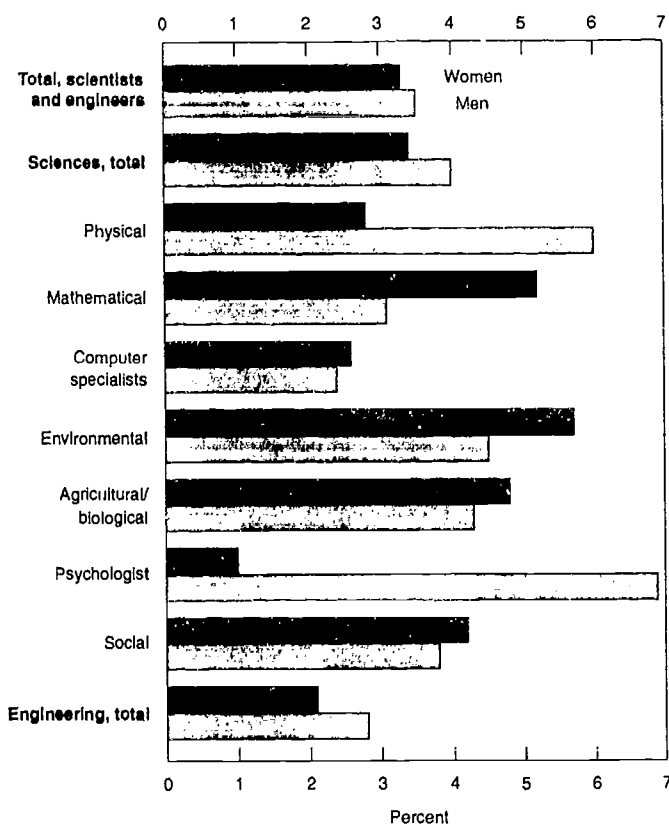 0 1 2 3 4 5 6 7
Total, scientists
and engineers
Women
Men
Sciences, total
Physical
Mathematical
Computer
specialists
Environmental
Agricultural/
biological
Psychologist
Social
Engineering, total
0 1 2 3 4 5 6 7
Percent